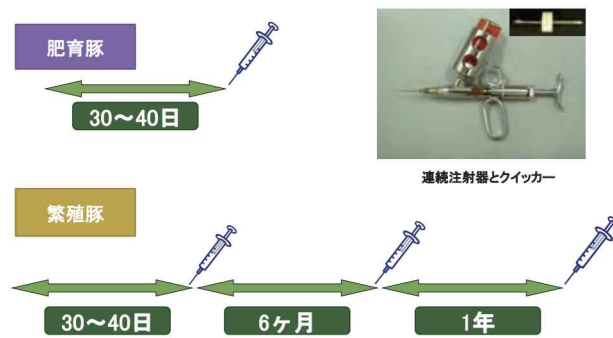 肥育豚
30～40日
連続注射器とクイッカー
繁殖豚
30～40日
6ヶ月
1年